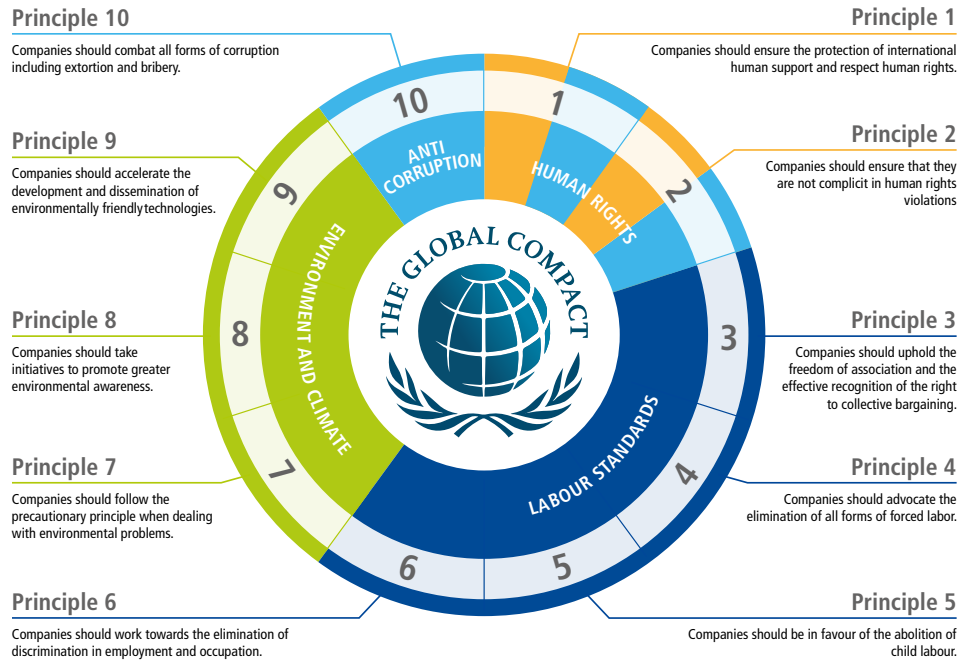 Principle 10
Companies should combat all forms of corruption
including extortion and bribery.
Principle 1
Companies should ensure the protection of international
human support and respect human rights.
Principle 9
Companies should accelerate the
development and dissemination of
environmentally friendly technologies.
Principle 2
Companies should ensure that they
are not complicit in human rights
violations
Principle 8
Companies should take
initiatives to promote greater
environmental awareness.
Principle 3
Companies should uphold the
freedom of association and the
effective recognition of the right
to collective bargaining.
Principle 7
Companies should follow the
precautionary principle when dealing
with environmental problems.
Principle 4
Companies should advocate the
elimination of all forms of forced labor.
Principle 6
Companies should work towards the elimination of
discrimination in employment and occupation.
Principle 5
Companies should be in favour of the abolition of
child labour.
10
1
2
3
4
5
6
7
8
9
ANTI
CORRUPTION
HUMAN RIGHTS
LABOUR STANDARDS
ENVIRONMENT AND CLIMATE
THE GLOBAL COMPACT